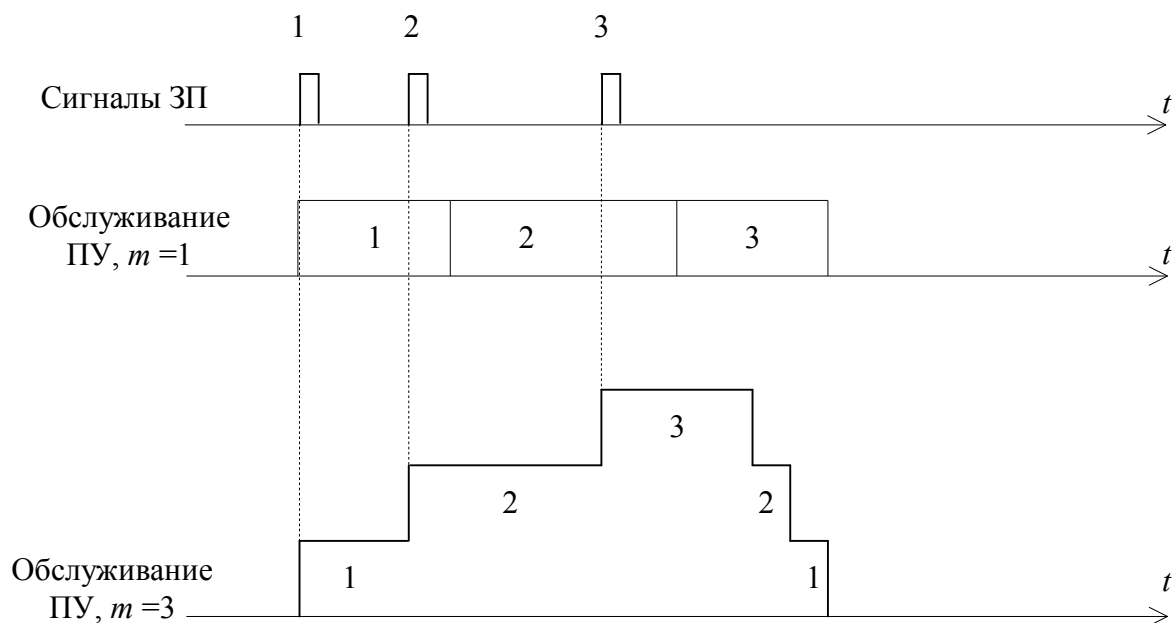 1 2 3
Сигналы ЗП
t
Обслуживание
ПУ, m =1
1 2 3
t
3
2 2
Обслуживание
ПУ, m =3
1 1
t